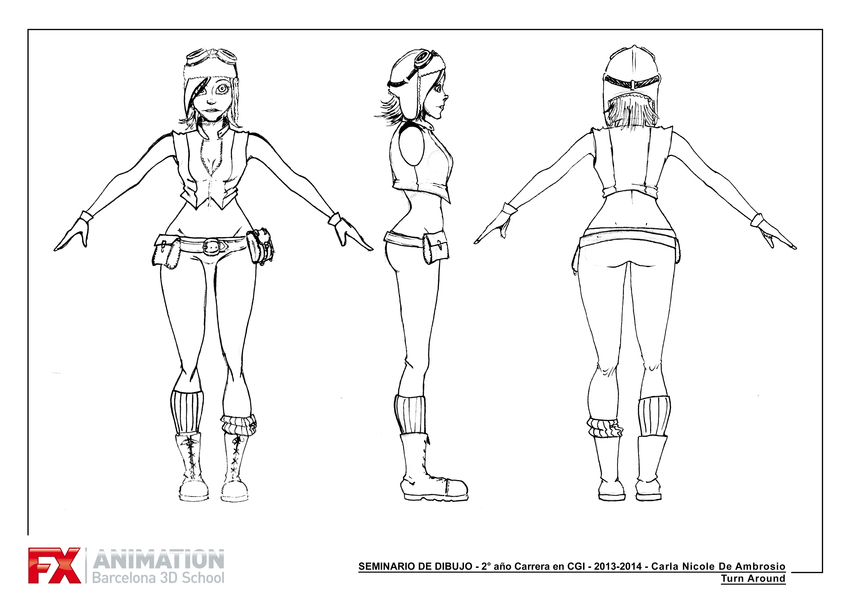 FX ANIMATION
Barcelona 3D School
SEMINARIO DE DIBUJO - 2° año Carrera en CGI - 2013-2014 - Carla Nicole De Ambrosio
Turn Around